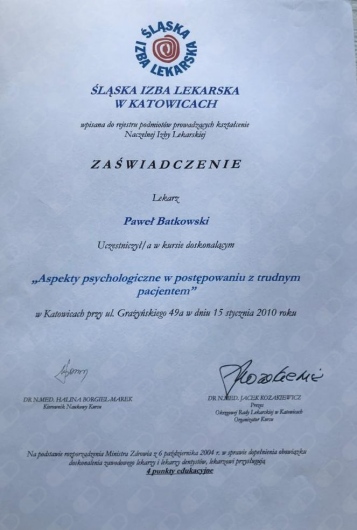 ŚLĄSKA
IZBA LEKARSKA
ŚLĄSKA IZBA LEKARSKA
W KATOWICACH
wpisana do rejestru podmiotów prowadzących kształcenie
Naczelnej Izby Lekarskiej
ZAŚWIADCZENIE
Lekarz
Paweł Batkowski
Uczestniczył/a w kursie doskonalącym
„Aspekty psychologiczne w postępowaniu z trudnym
pacjentem”
w Katowicach przy ul. Grażyńskiego 49a w dniu 15 stycznia 2010 roku
DR N.MED. HALINA BORGIEL-MAREK
Kierownik Naukowy Kursu
DR N.MED. JACEK KOZAKIEWICZ
Prezes
Okręgowej Rady Lekarskiej w Katowicach
Organizator Kursu
Na podstawie rozporządzenia Ministra Zdrowia z 6 października 2004 r. w sprawie dopełnienia obowiązku
doskonalenia zawodowego lekarzy i lekarzy dentystów, lekarzowi przysługują
4 punkty edukacyjne